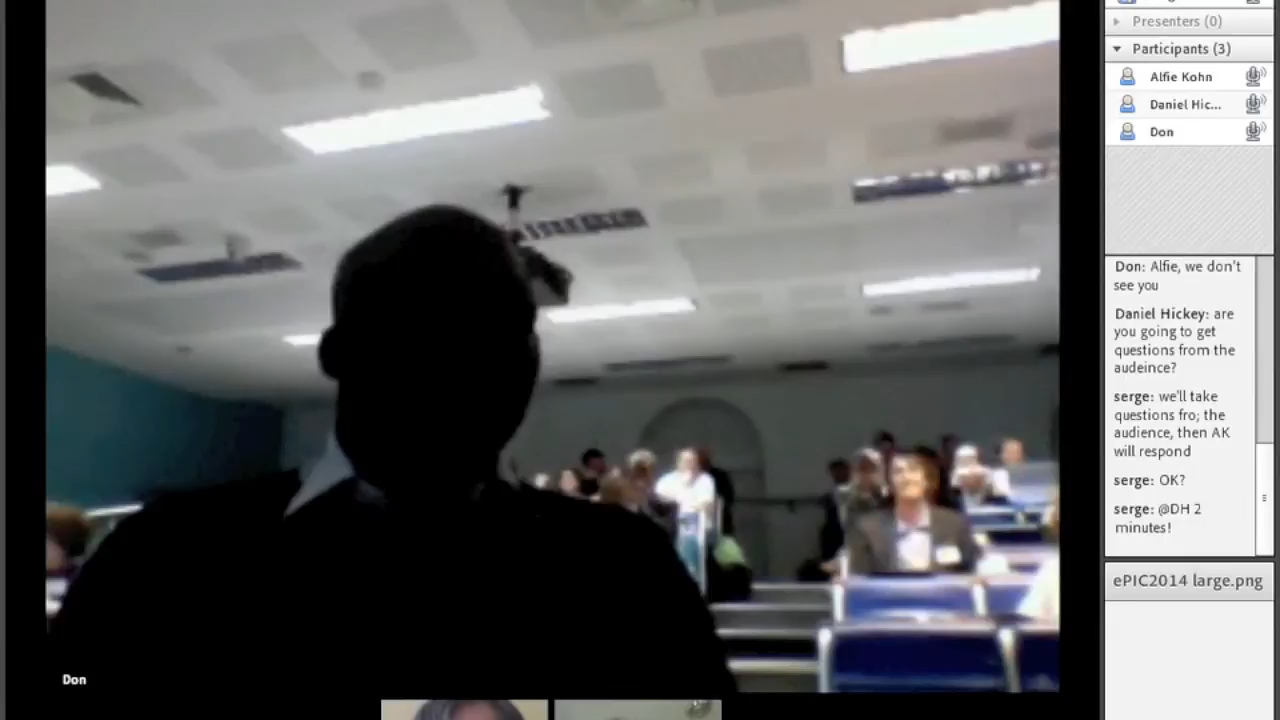 Presenters (0)
Participants (3)
Alfie Kohn
Daniel Hic...
Don
Don: Alfie, we don't
see you
Daniel Hickey: are
you going to get
questions from the
audeince?
serge: we'll take
questions fro; the
audience, then AK
will respond
serge: OK?
serge: @DH 2
minutes!
ePIC2014 large.png
Don